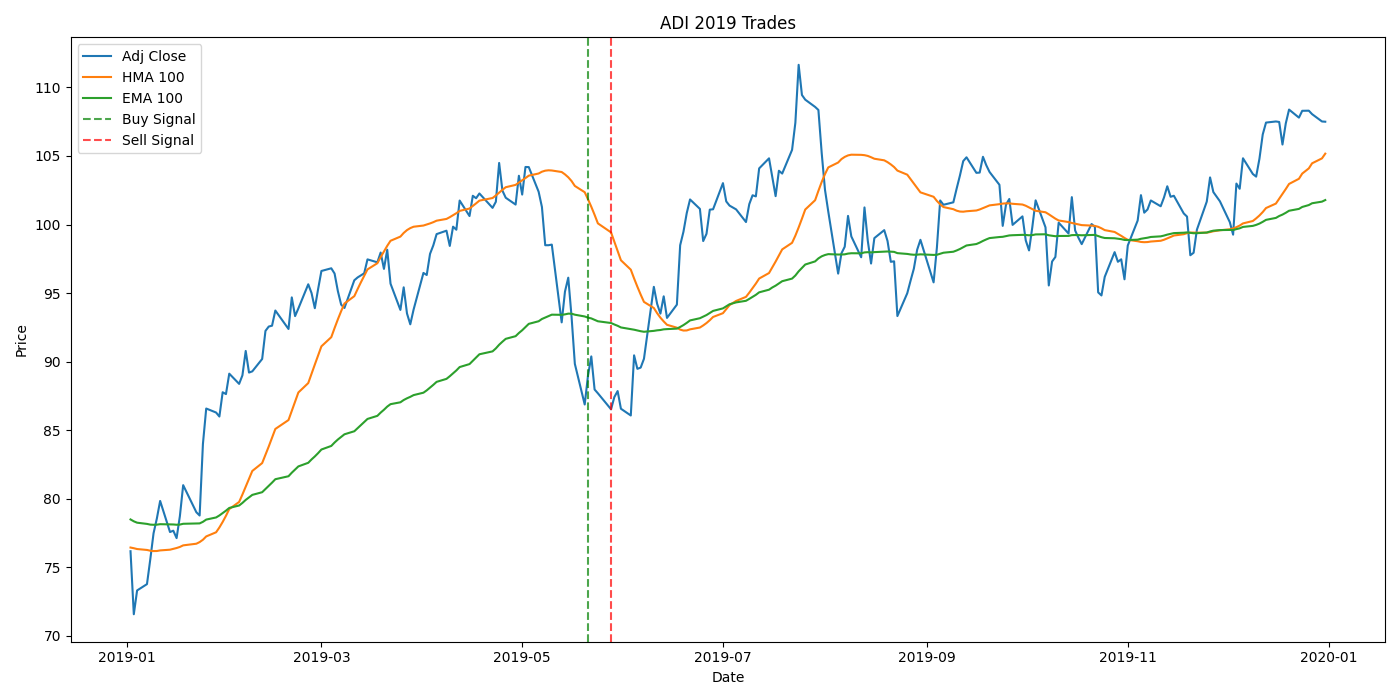 ADI 2019 Trades
Adj Close
HMA 100
EMA 100
Buy Signal
Sell Signal
Price
110
105
100
95
90
85
80
75
70
2019-01
2019-03
2019-05
2019-07
2019-09
2019-11
2020-01
Date